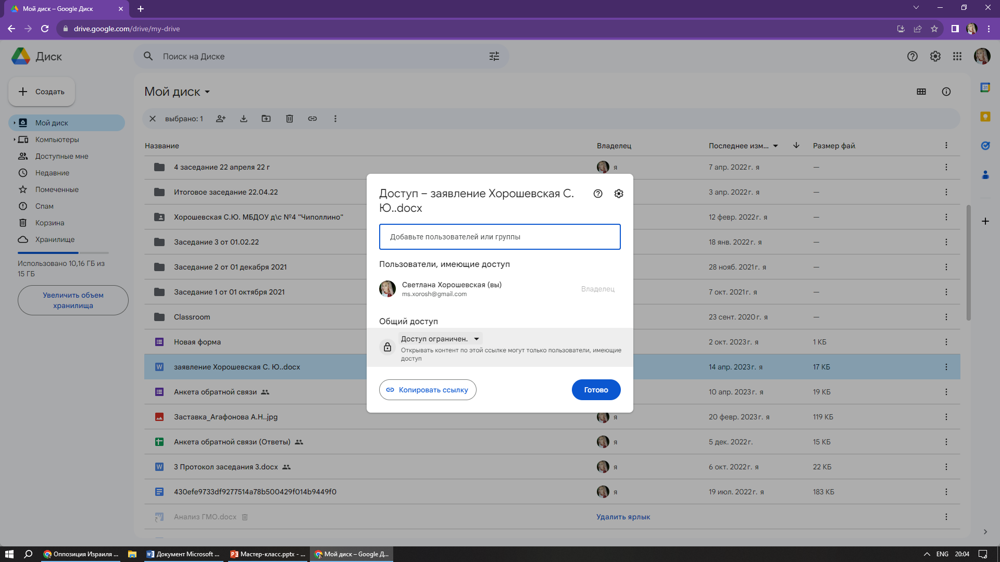 Мой диск – Google Диск
drive.google.com/drive/my-drive
Диск
Поиск на Диске
Создать
Мой диск
Компьютеры
Доступные мне
Недавние
Помеченные
Спам
Корзина
Хранилище
Использовано 10,16 ГБ из
15 ГБ
Увеличить объем
хранилища
Мой диск
выбрано: 1
Название Владелец Последнее изм... Размер фай
4 заседание 22 апреля 22 г я 7 апр. 2022 г. я —
Итоговое заседание 22.04.22 3 апр. 2022 г. я —
Хорошевская С.Ю. МБДОУ д\с №4 "Чиполлино" 12 февр. 2022 г. я —
Заседание 3 от 01.02.22 18 янв. 2022 г. я —
Заседание 2 от 01 декабря 2021 28 нояб. 2021 г. я —
Заседание 1 от 01 октября 2021 7 окт. 2021 г. я —
Classroom 23 сент. 2020 г. я —
Новая форма 2 окт. 2023 г. я 1 КБ
заявление Хорошевская С. Ю..docx 14 апр. 2023 г. я 17 КБ
Анкета обратной связи 10 апр. 2023 г. я 19 КБ
Заставка_Агафонова А.Н..jpg я 20 февр. 2023 г. я 119 КБ
Анкета обратной связи (Ответы) я 5 дек. 2022 г. 15 КБ
3 Протокол заседания 3.docx я 6 окт. 2022 г. я 22 КБ
430efe9733df9277514a78b500429f014b9449f0 я 19 июл. 2022 г. я 183 КБ
Анализ ГМО.docx Удалить ярлык
Доступ – заявление Хорошевская С.
Ю..docx
Добавьте пользователей или группы
Пользователи, имеющие доступ
Светлана Хорошевская (вы)
ms.xorosh@gmail.com
Владелец
Общий доступ
Доступ ограничен.
Открывать контент по этой ссылке могут только пользователи, имеющие
доступ
Копировать ссылку
Готово
31
Оппозиция Израиля ... Документ Microsoft ... Мастер-класс.pptx - ... Мой диск – Google Д... ENG 20:04